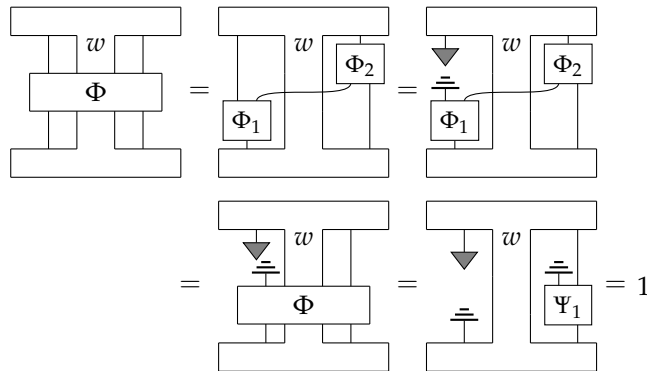 w w w
Φ = Φ₂ = Φ₂
Φ₁ Φ₁
w w
= Φ = Ψ₁ = 1